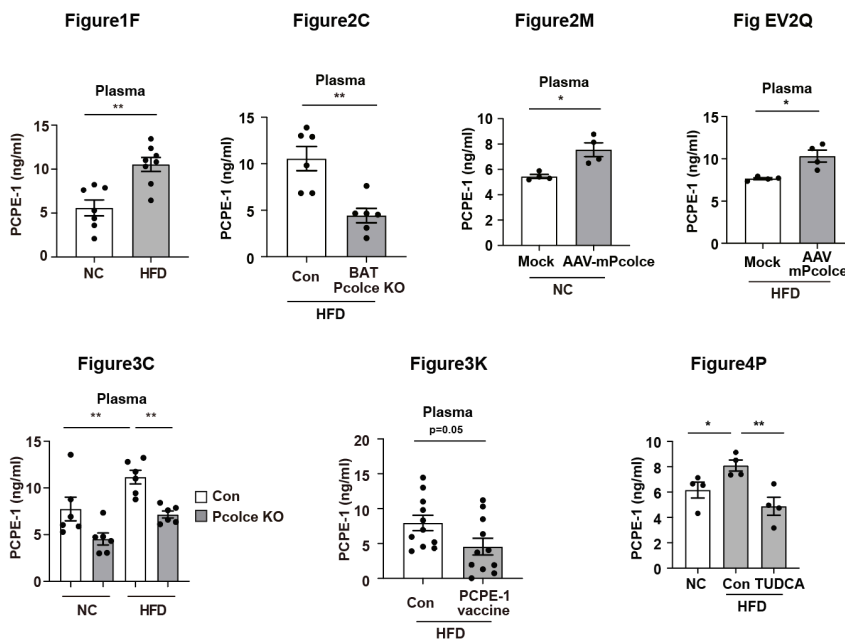 Figure1F
Plasma
**
PCPE-1 (ng/ml)
15
10
5
0
NC
HFD
Figure2C
Plasma
**
PCPE-1 (ng/ml)
15
10
5
0
Con
BAT
Pcolce KO
HFD
Figure2M
Plasma
*
PCPE-1 (ng/ml)
10
8
6
4
2
0
Mock
AAV-mPcolce
NC
Fig EV2Q
Plasma
*
PCPE-1 (ng/ml)
15
10
5
0
Mock
AAV
mPcolce
HFD
Figure3C
Plasma
** **
PCPE-1 (ng/ml)
15
10
5
0
NC
HFD
Con
Pcolce KO
Figure3K
Plasma
p=0.05
PCPE-1 (ng/ml)
20
15
10
5
0
Con
PCPE-1
vaccine
HFD
Figure4P
* **
PCPE-1 (ng/ml)
10
8
6
4
2
0
NC
Con
TUDCA
HFD